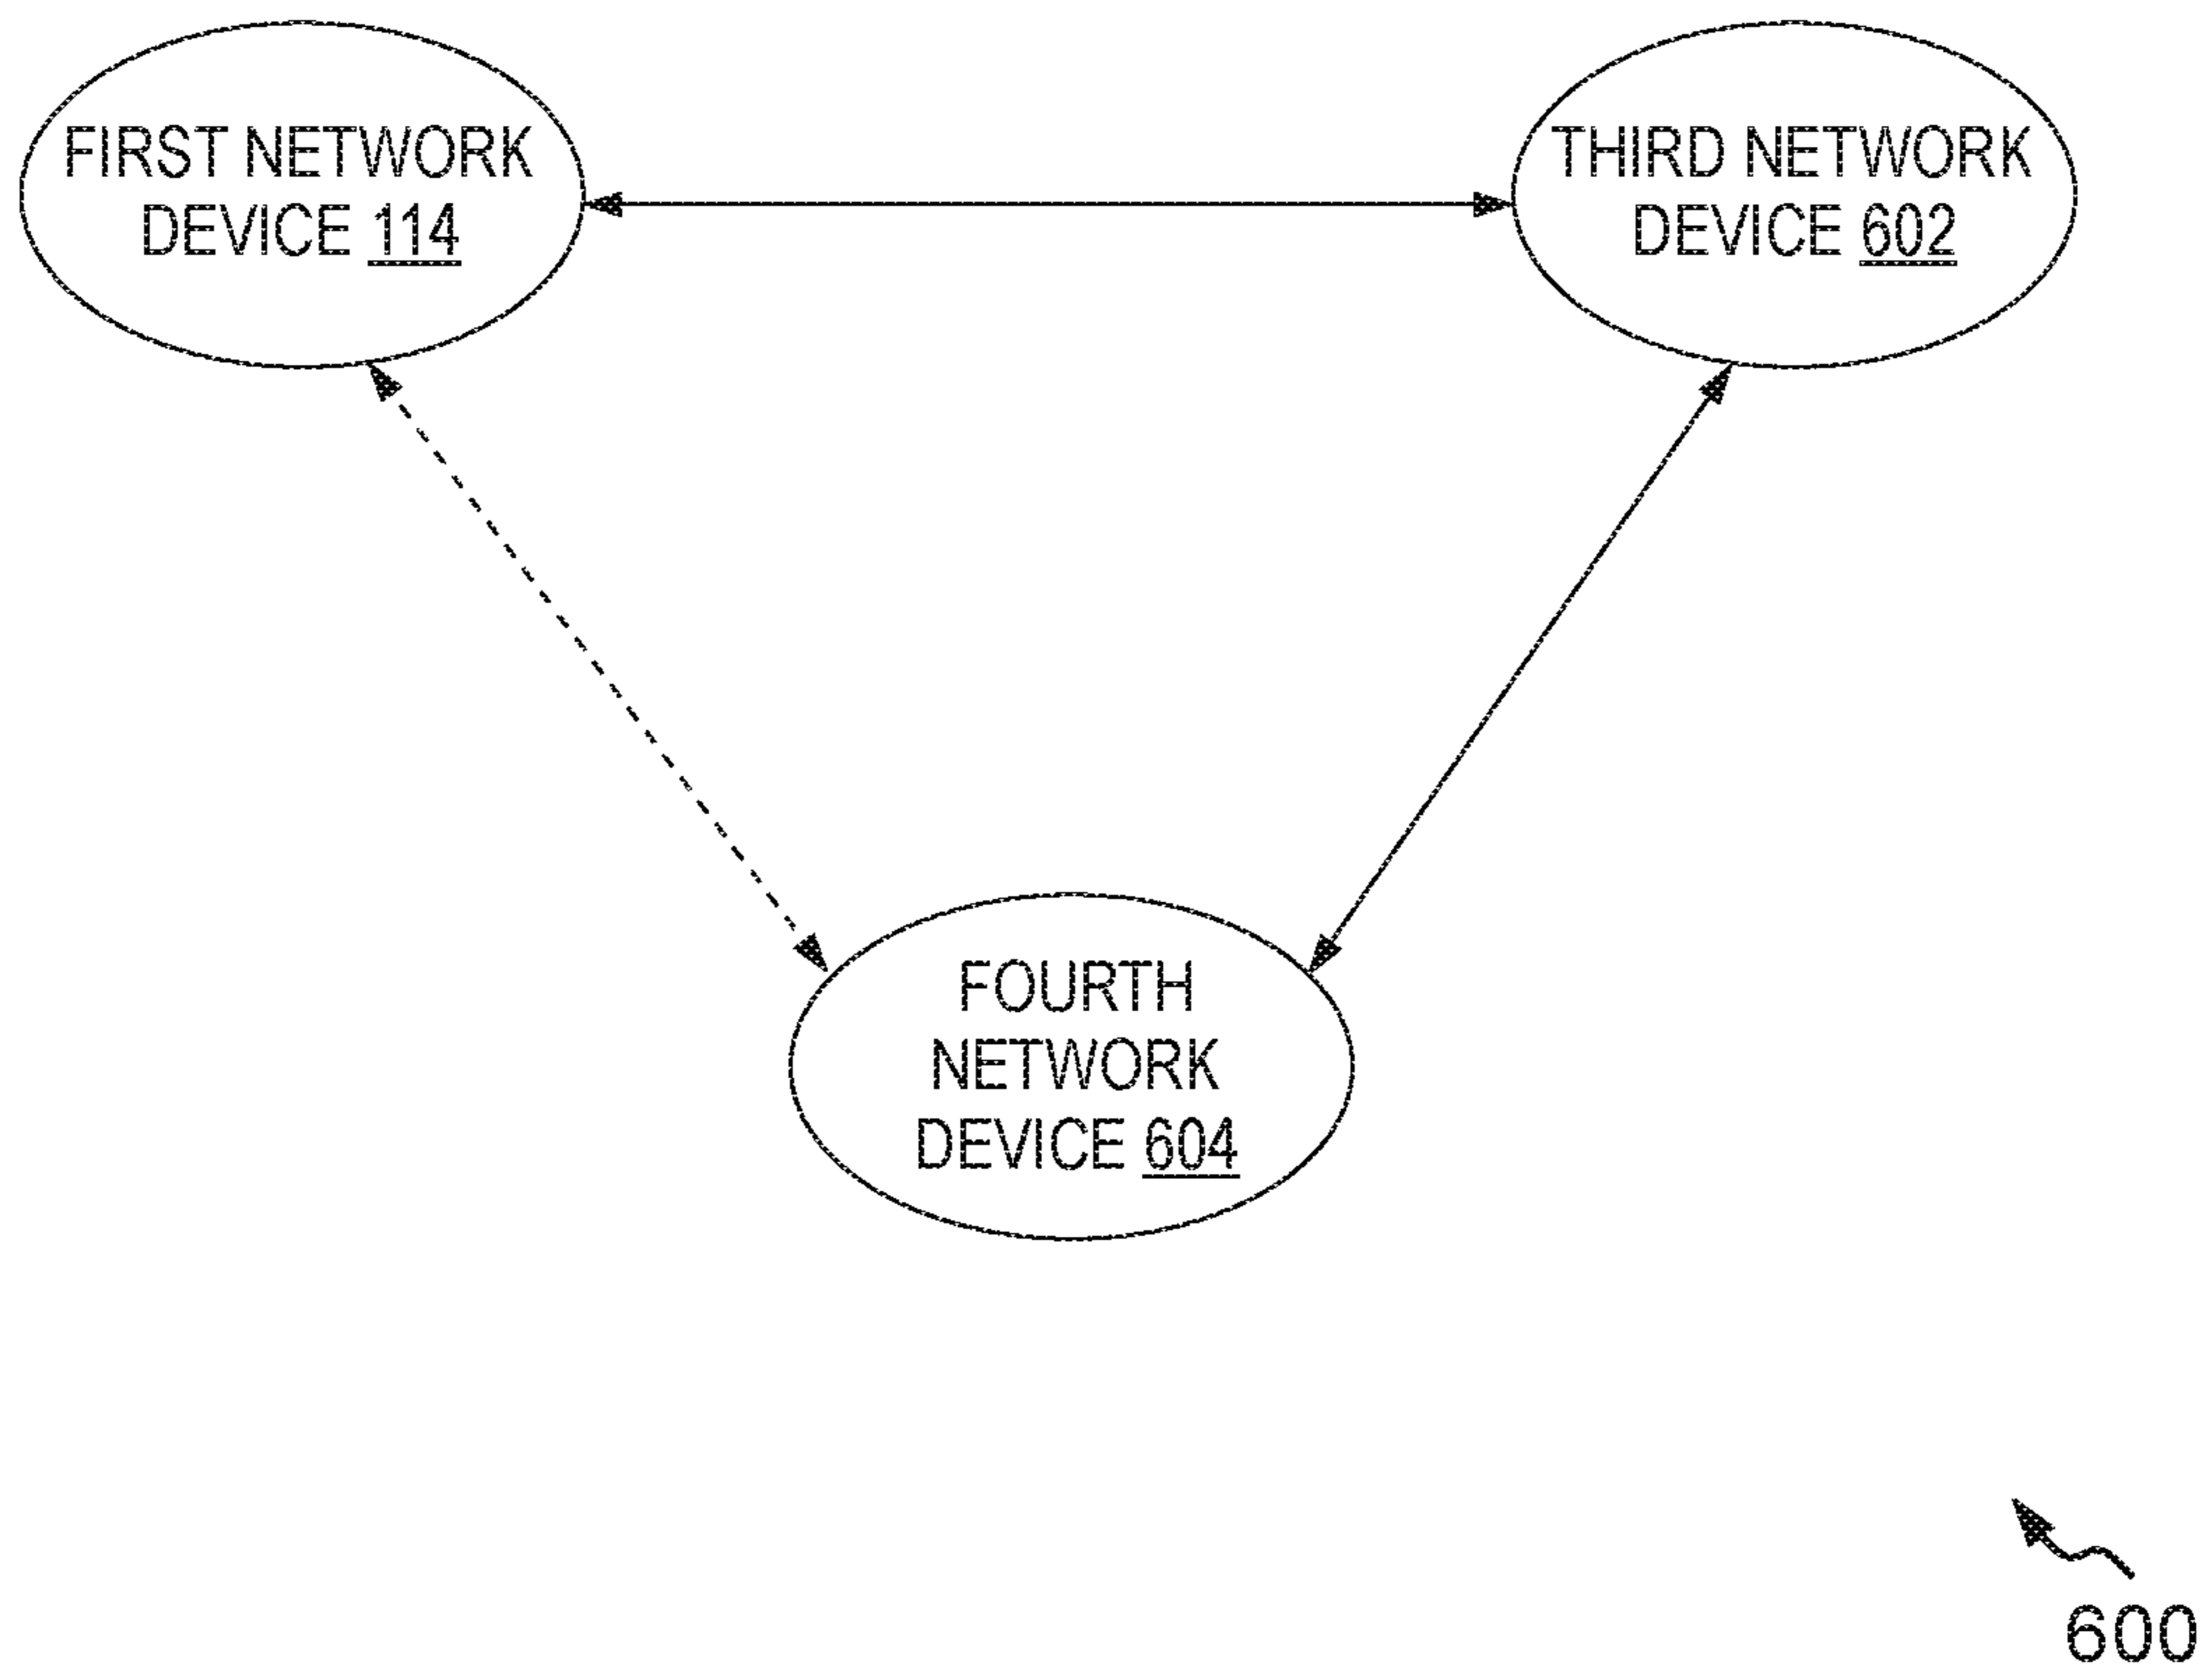 FIRST NETWORK
DEVICE 114
THIRD NETWORK
DEVICE 602
FOURTH
NETWORK
DEVICE 604
600